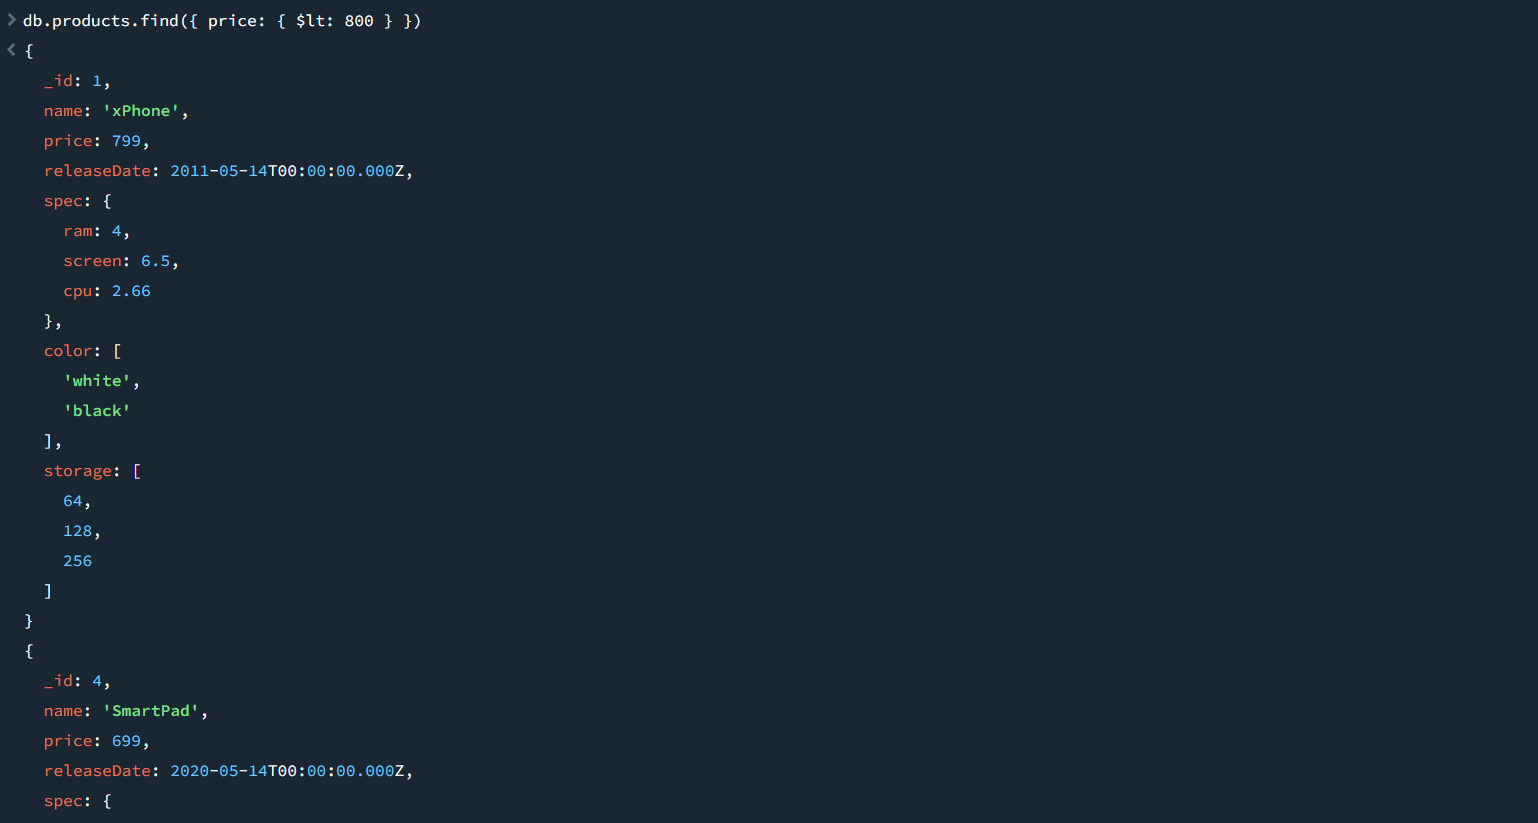 > db.products.find({ price: { $lt: 800 } })
< {
_id: 1,
name: 'xPhone',
price: 799,
releaseDate: 2011-05-14T00:00:00.000Z,
spec: {
ram: 4,
screen: 6.5,
cpu: 2.66
},
color: [
'white',
'black'
],
storage: [
64,
128,
256
]
}
{
_id: 4,
name: 'SmartPad',
price: 699,
releaseDate: 2020-05-14T00:00:00.000Z,
spec: {